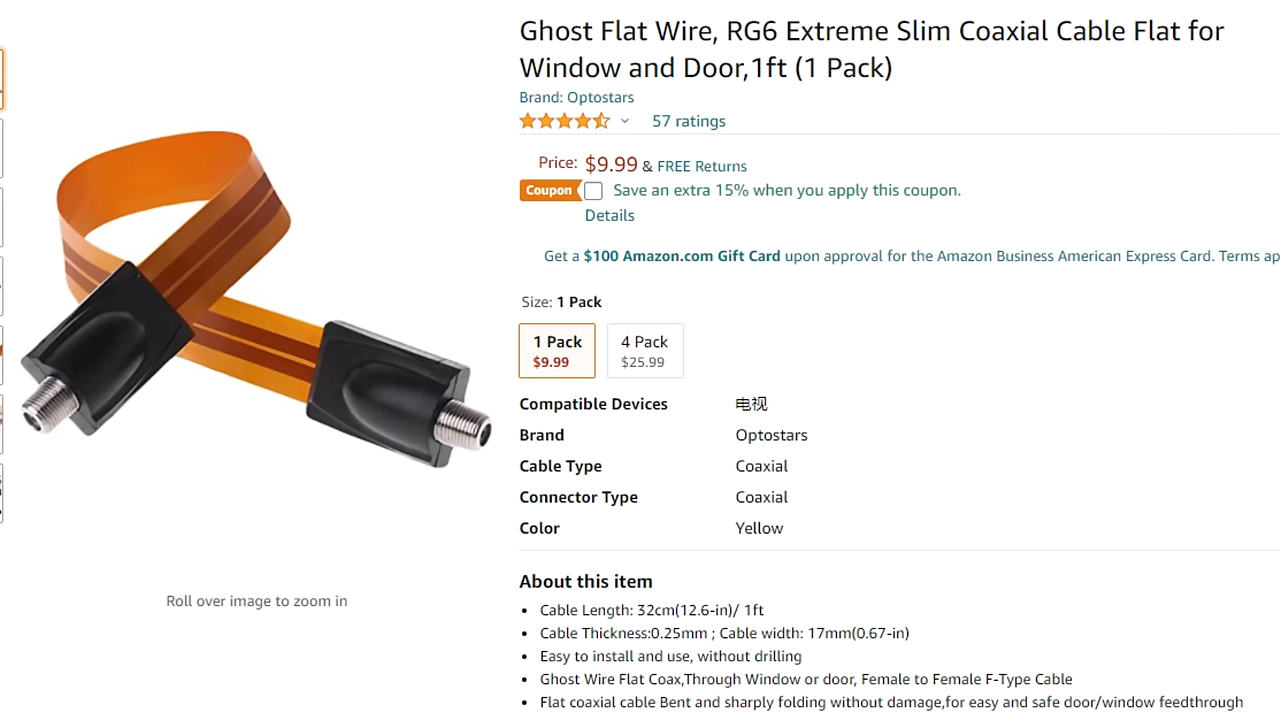 Ghost Flat Wire, RG6 Extreme Slim Coaxial Cable Flat for
Window and Door,1ft (1 Pack)
Brand: Optostars
57 ratings
Price: $9.99 & FREE Returns
Coupon Save an extra 15% when you apply this coupon.
Details
Get a $100 Amazon.com Gift Card upon approval for the Amazon Business American Express Card. Terms ap
Size: 1 Pack
1 Pack 4 Pack
$9.99 $25.99
Compatible Devices 电视
Brand Optostars
Cable Type Coaxial
Connector Type Coaxial
Color Yellow
Roll over image to zoom in
About this item
• Cable Length: 32cm(12.6-in)/ 1ft
• Cable Thickness:0.25mm ; Cable width: 17mm(0.67-in)
• Easy to install and use, without drilling
• Ghost Wire Flat Coax,Through Window or door, Female to Female F-Type Cable
• Flat coaxial cable Bent and sharply folding without damage,for easy and safe door/window feedthrough